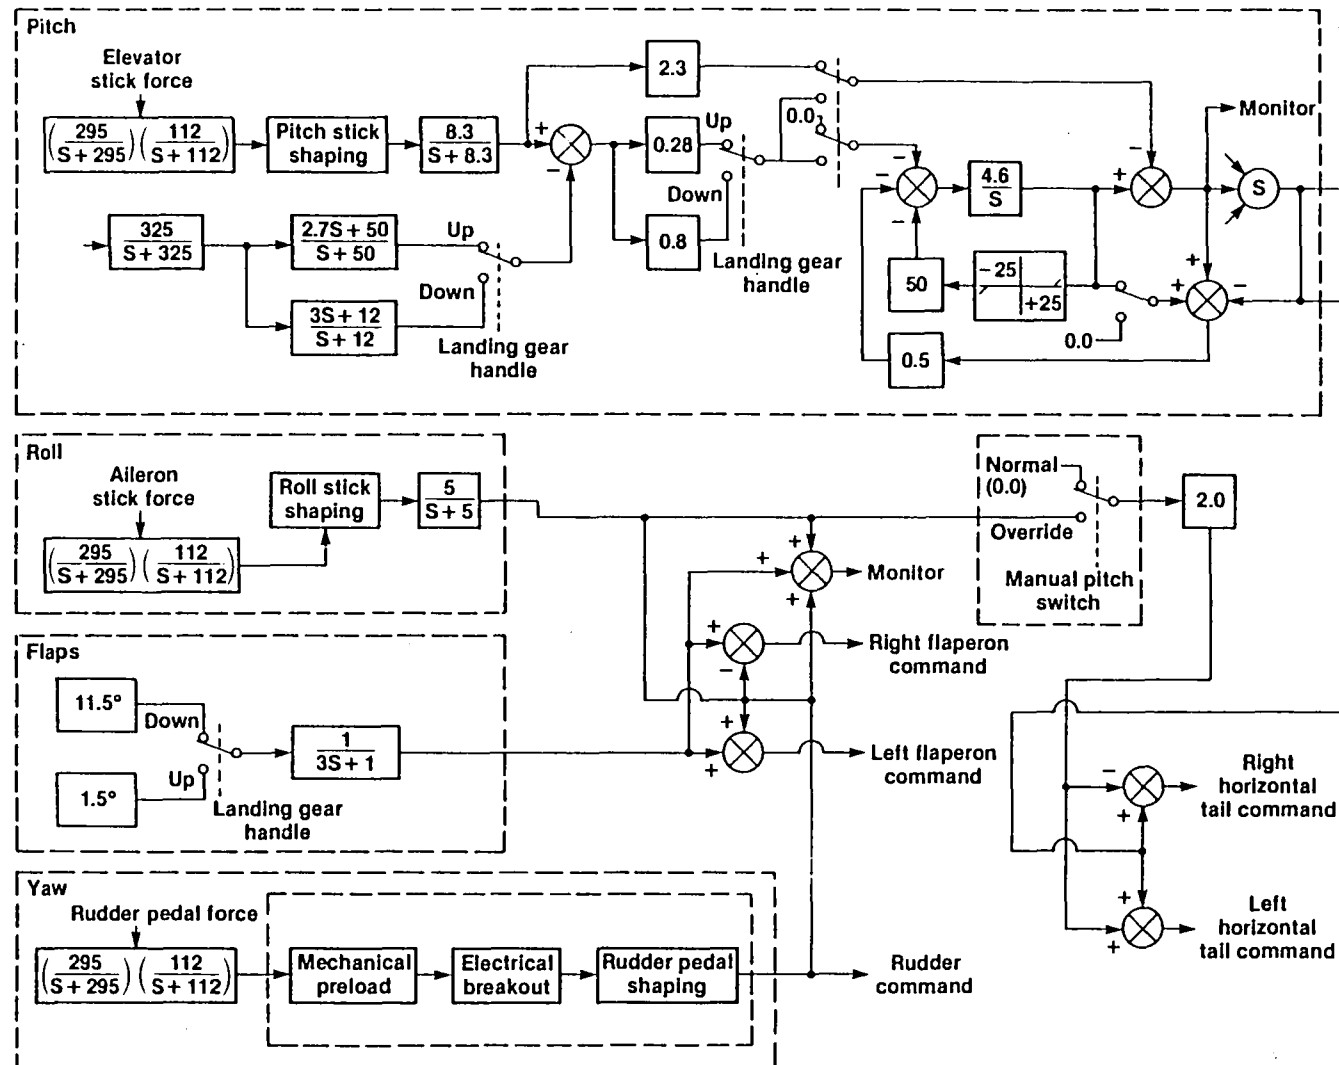 Pitch
Elevator
stick force
(295/(S + 295)) (112/(S + 112))
Pitch stick
shaping
8.3/(S + 8.3)
+
−
2.3
0.28
Up
Down
0.8
Landing gear
handle
0.0
−
−
−
4.6/S
−
+
Monitor
S
50
−25
+25
+
+
−
0.0
0.5
325/(S + 325)
(2.7S + 50)/(S + 50)
Up
Down
(3S + 12)/(S + 12)
Landing gear
handle
Roll
Aileron
stick force
(295/(S + 295)) (112/(S + 112))
Roll stick
shaping
5/(S + 5)
+
+
+
Monitor
Normal
(0.0)
Override
Manual pitch
switch
2.0
Flaps
11.5°
Down
Up
1.5°
Landing gear
handle
1/(3S + 1)
+
−
Right flaperon
command
+
+
Left flaperon
command
−
+
Right
horizontal
tail command
+
+
Left
horizontal
tail command
Yaw
Rudder pedal force
(295/(S + 295)) (112/(S + 112))
Mechanical
preload
Electrical
breakout
Rudder pedal
shaping
Rudder
command